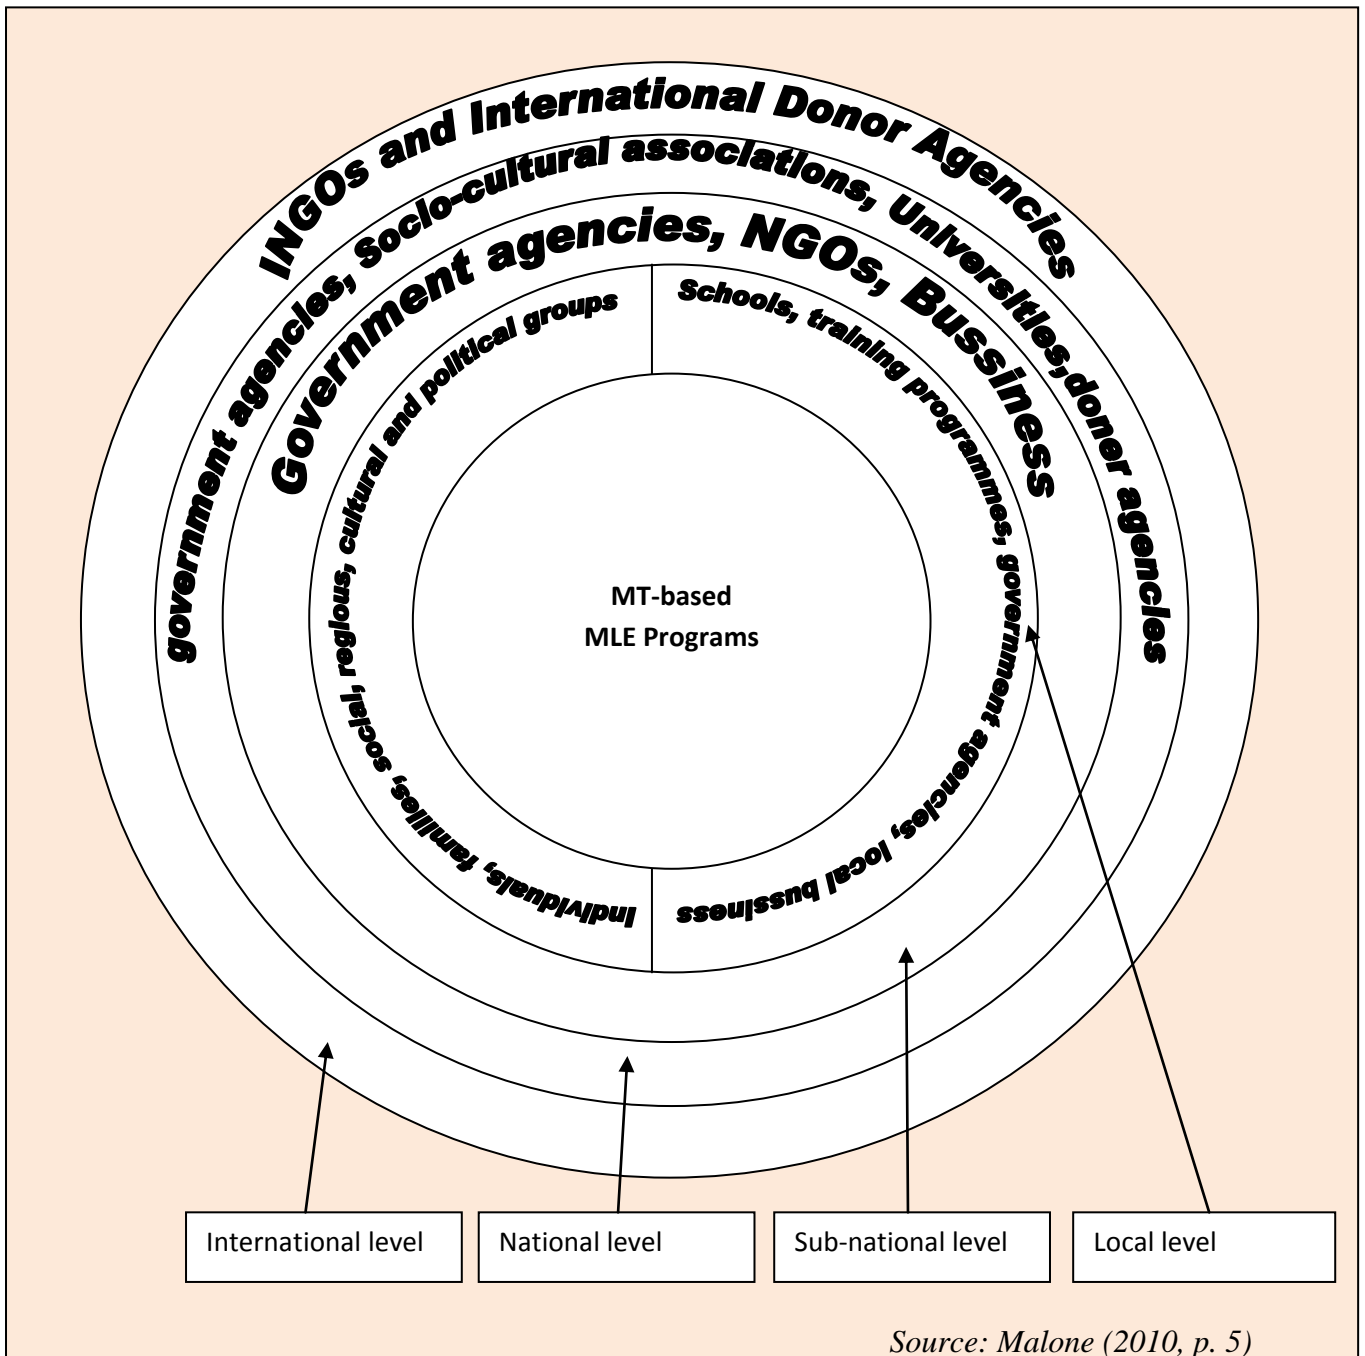 INGOs and International Donor Agencies
government agencies, Socio-cultural associations, Universities,doner agencies
Government agencies, NGOs, Bussiness
Individuals, families, social, regious, cultural and political groups
Schools, training programmes, government agencies, local bussiness
MT-based
MLE Programs
International level
National level
Sub-national level
Local level
Source: Malone (2010, p. 5)